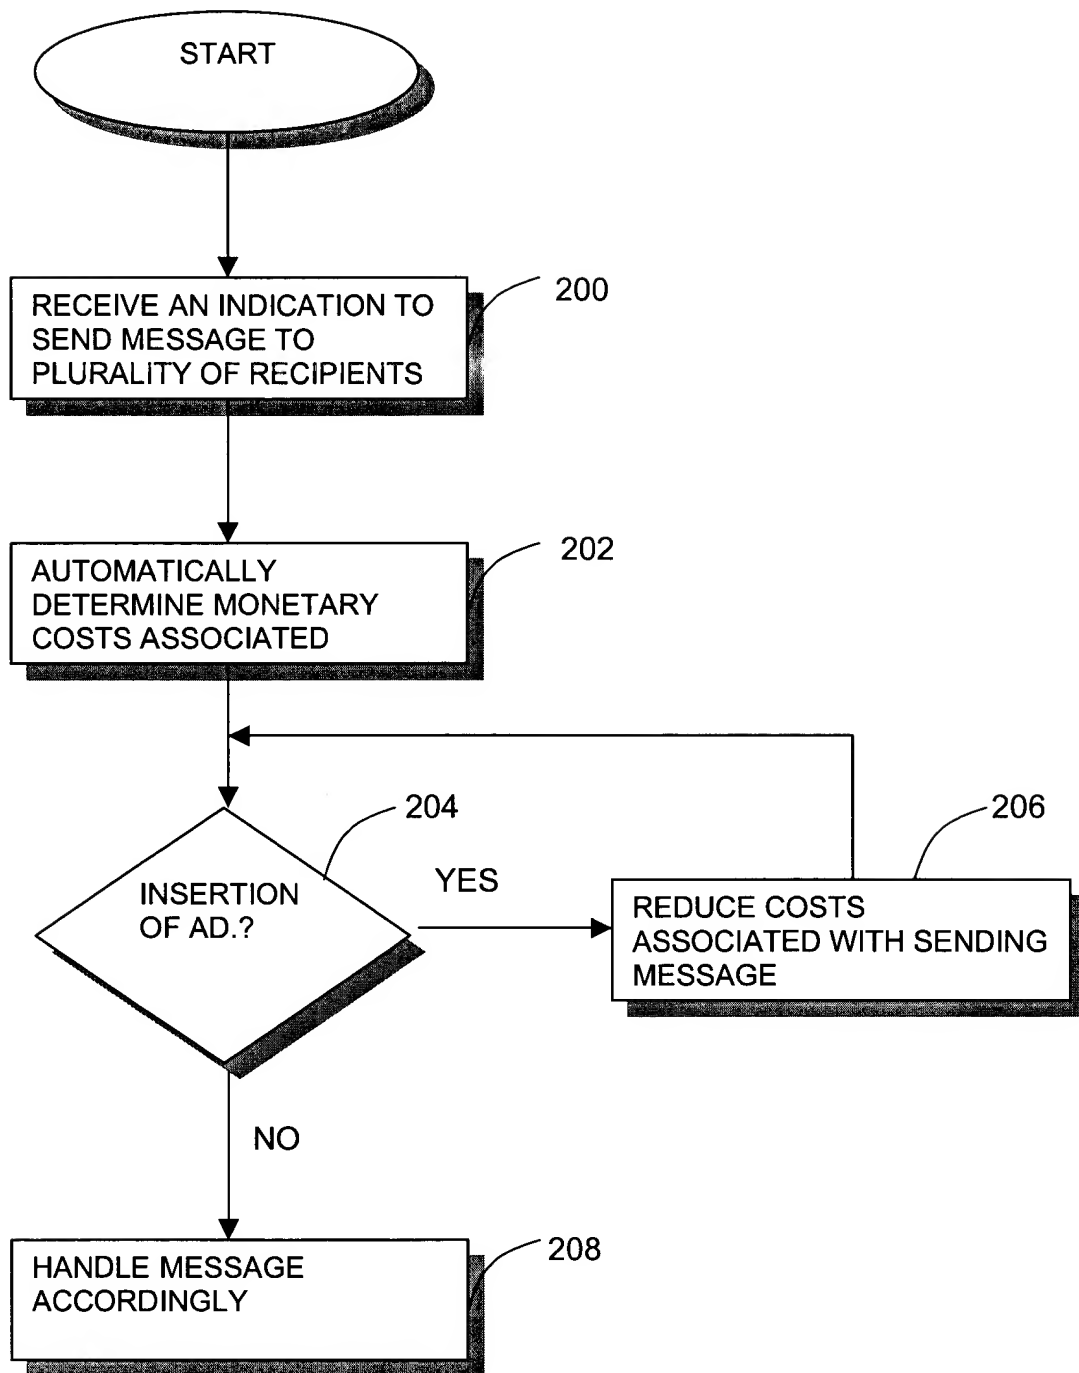 START
200
RECEIVE AN INDICATION TO
SEND MESSAGE TO
PLURALITY OF RECIPIENTS
202
AUTOMATICALLY
DETERMINE MONETARY
COSTS ASSOCIATED
204
206
INSERTION
OF AD.?
YES
REDUCE COSTS
ASSOCIATED WITH SENDING
MESSAGE
NO
208
HANDLE MESSAGE
ACCORDINGLY